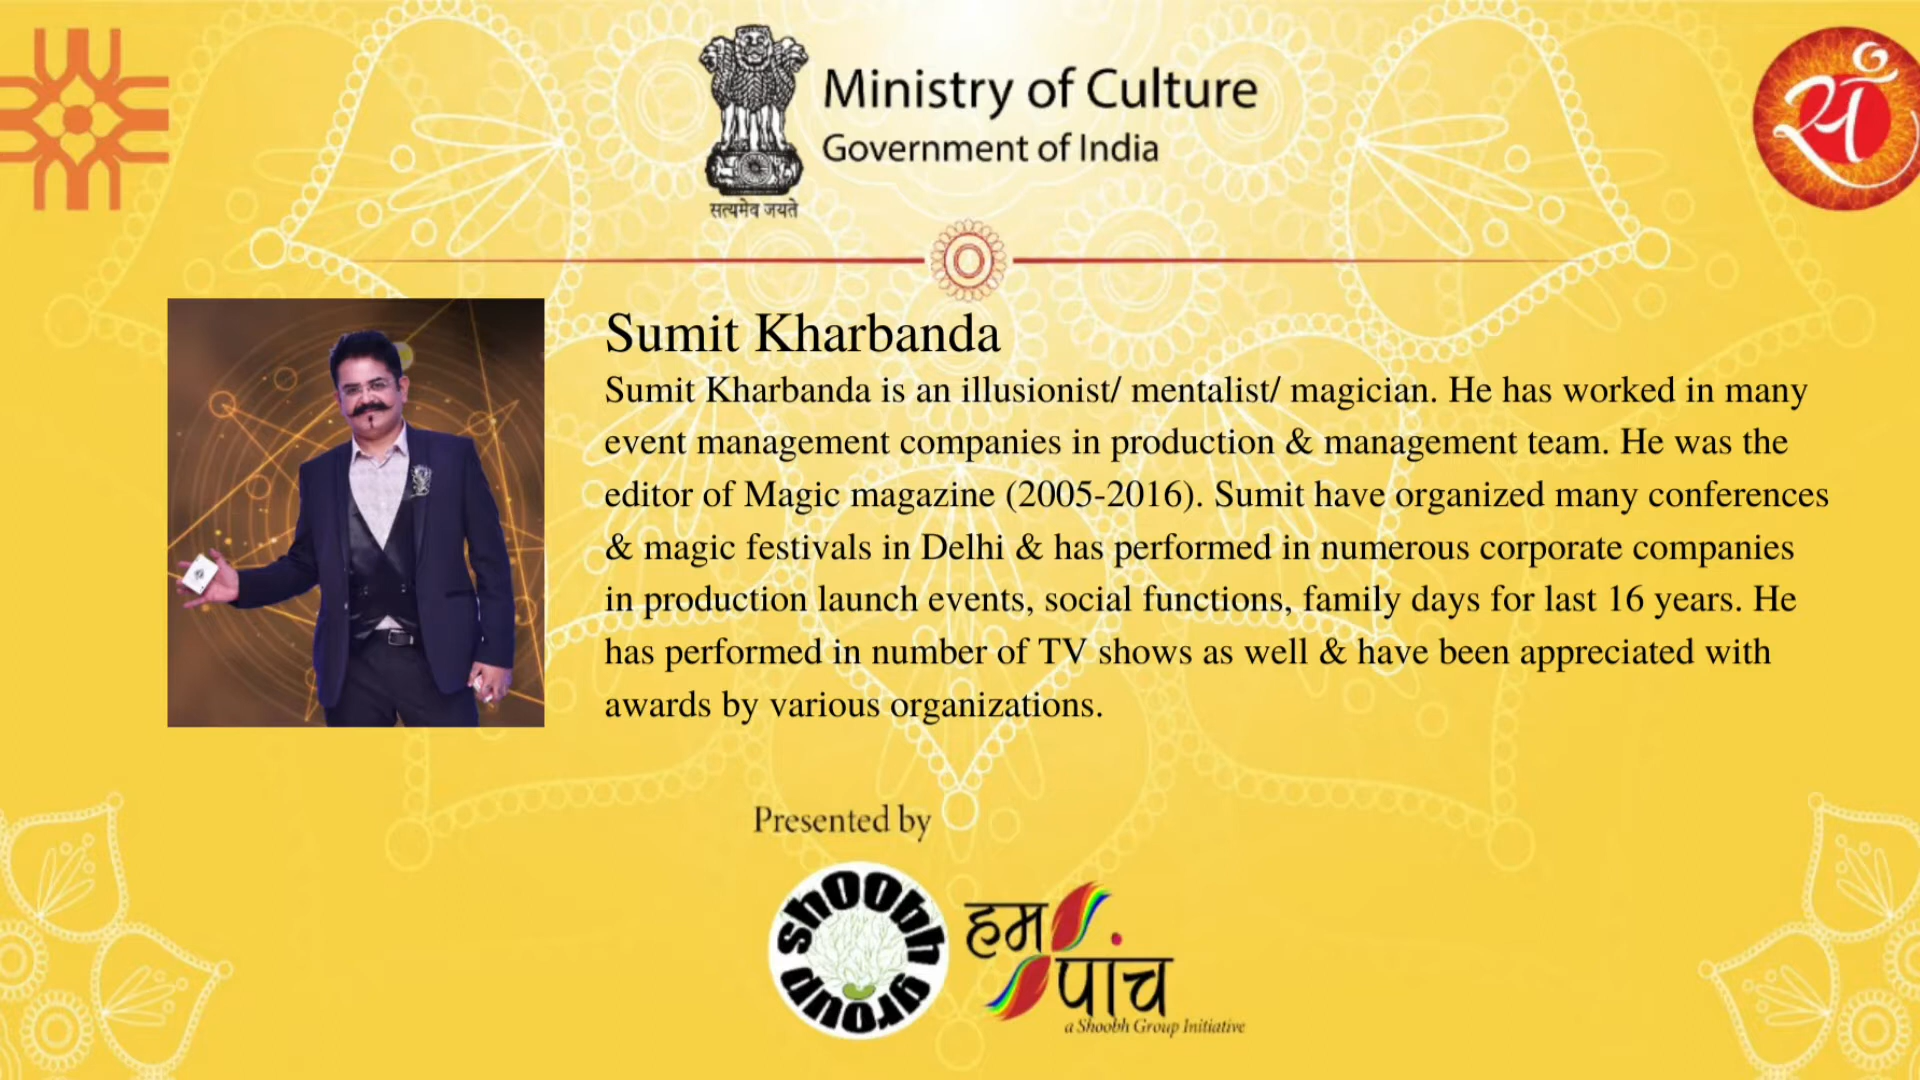 Ministry of Culture
Government of India
सत्यमेव जयते
सं
Sumit Kharbanda
Sumit Kharbanda is an illusionist/ mentalist/ magician. He has worked in many
event management companies in production & management team. He was the
editor of Magic magazine (2005-2016). Sumit have organized many conferences
& magic festivals in Delhi & has performed in numerous corporate companies
in production launch events, social functions, family days for last 16 years. He
has performed in number of TV shows as well & have been appreciated with
awards by various organizations.
Presented by
shoobh group
हम
पांच
a Shoobh Group Initiative